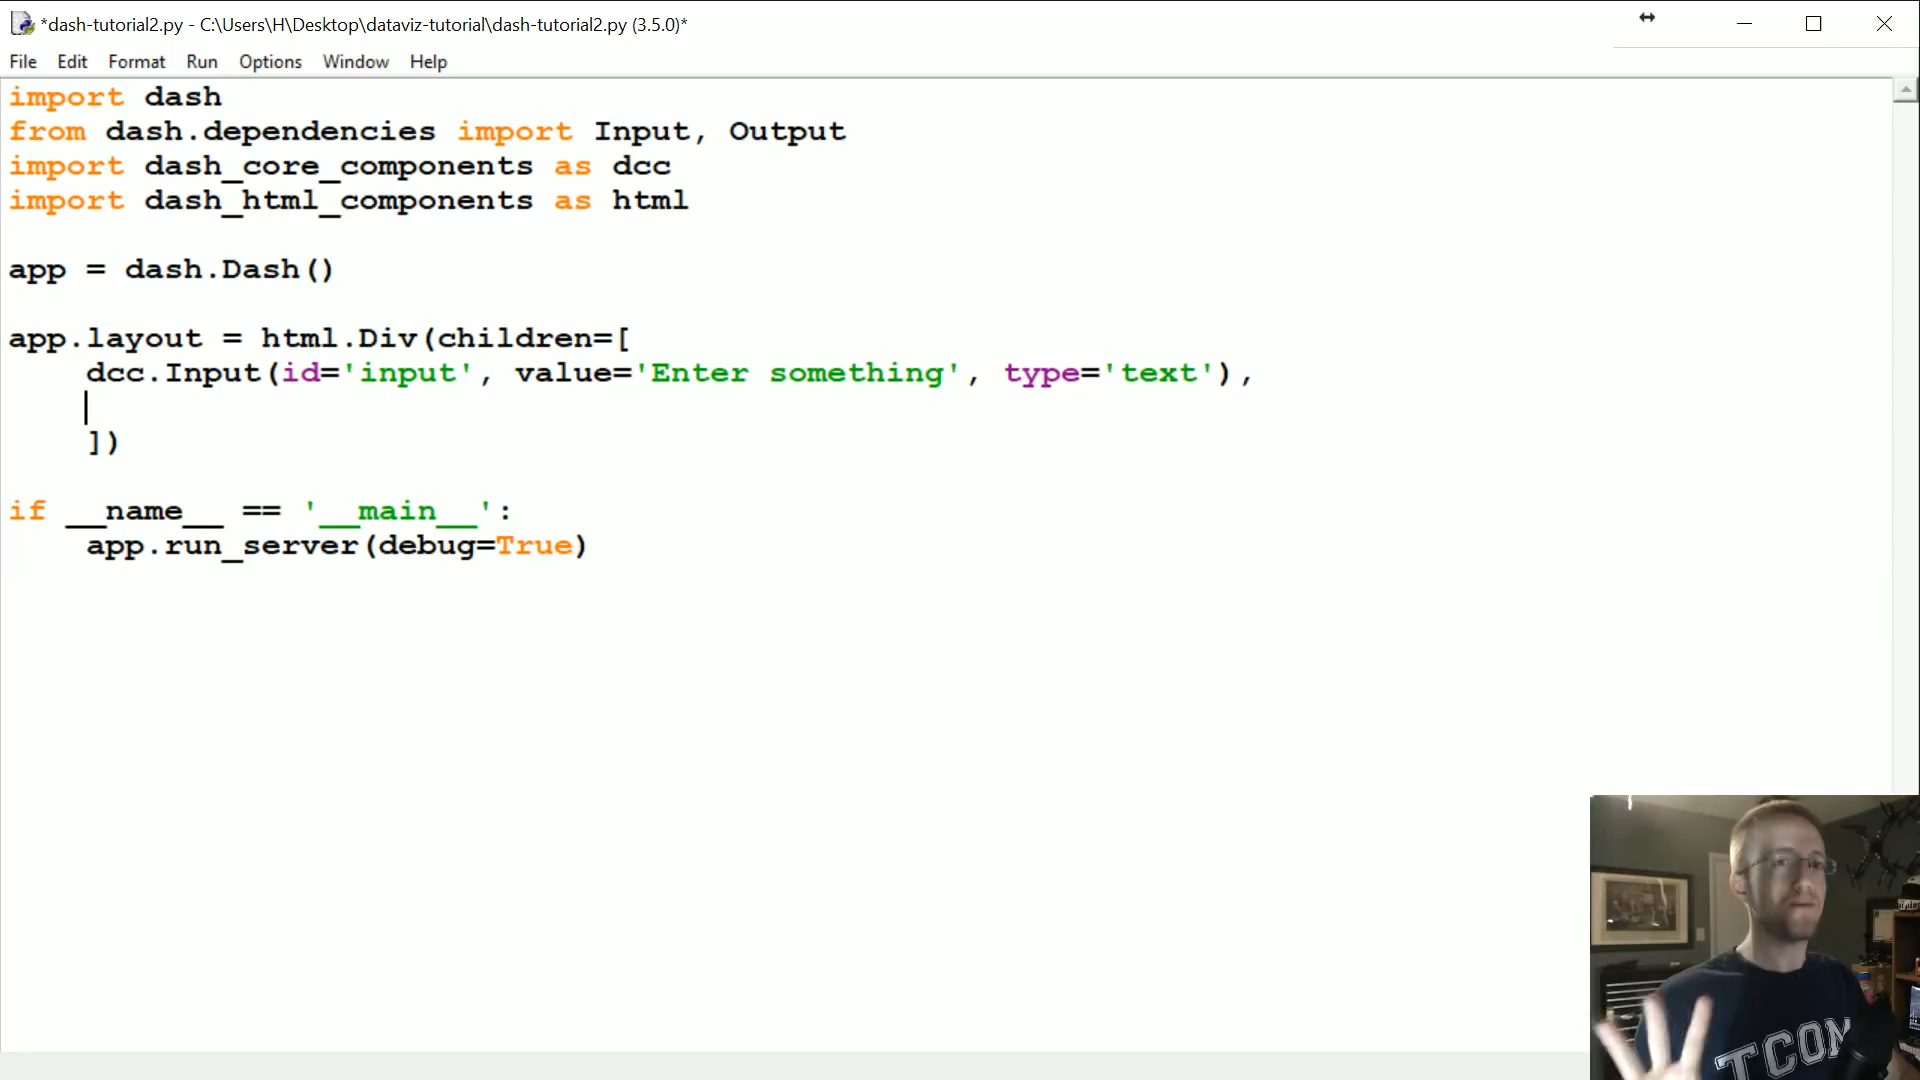 *dash-tutorial2.py - C:\Users\H\Desktop\dataviz-tutorial\dash-tutorial2.py (3.5.0)*
File Edit Format Run Options Window Help
import dash
from dash.dependencies import Input, Output
import dash_core_components as dcc
import dash_html_components as html
app = dash.Dash()
app.layout = html.Div(children=[
    dcc.Input(id='input', value='Enter something', type='text'),
    ])
if __name__ == '__main__':
    app.run_server(debug=True)
TCON